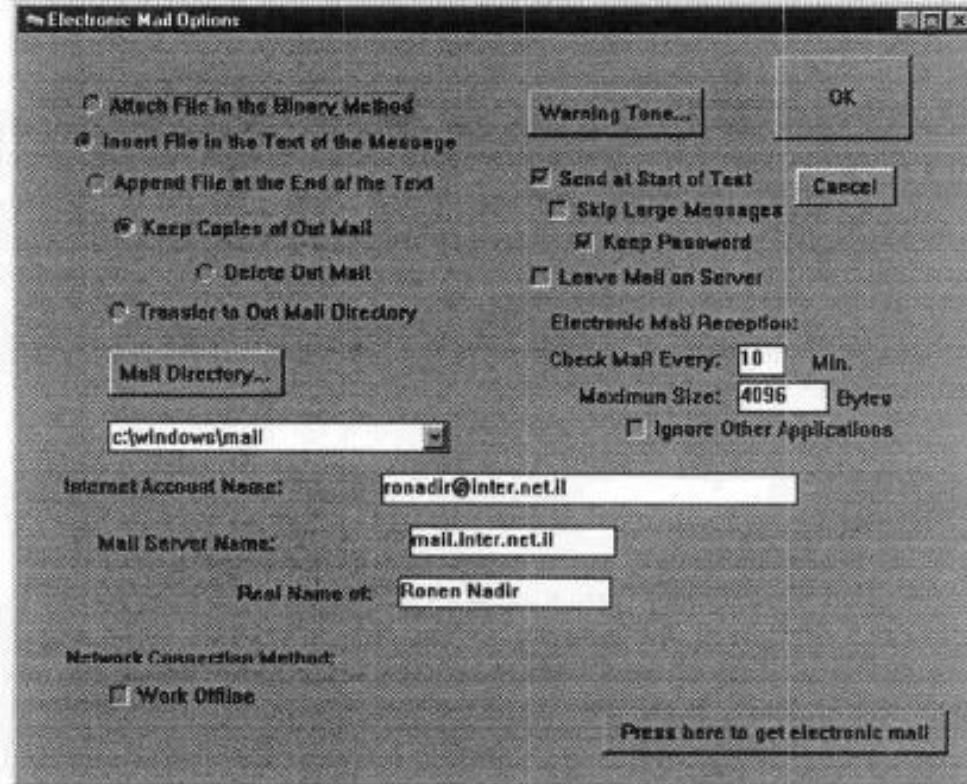 Electronic Mail Options
Attach File in the Binary Method
Insert File in the Text of the Message
Append File at the End of the Text
Keep Copies of Out Mail
Delete Out Mail
Transfer to Out Mail Directory
Mail Directory...
c:\windows\mail
Warning Tone...
OK
Send at Start of Text
Cancel
Skip Large Messages
Keep Password
Leave Mail on Server
Electronic Mail Reception:
Check Mail Every: 10 Min.
Maximun Size: 4096 Bytes
Ignore Other Applications
Internet Account Name: ronadir@inter.net.il
Mail Server Name: mail.inter.net.il
Real Name of: Ronen Nadir
Network Connection Method:
Work Offline
Press here to get electronic mail